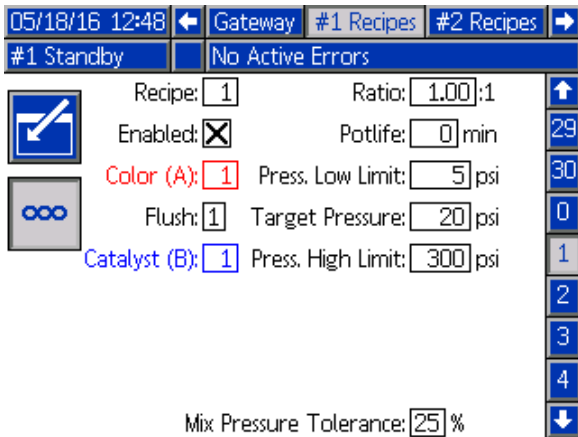 05/18/16 12:48 Gateway #1 Recipes #2 Recipes
#1 Standby No Active Errors
Recipe: 1 Ratio: 1.00 :1
Enabled: Potlife: 0 min
Color (A): 1 Press. Low Limit: 5 psi
Flush: 1 Target Pressure: 20 psi
Catalyst (B): 1 Press. High Limit: 300 psi
Mix Pressure Tolerance: 25 %
29
30
0
1
2
3
4